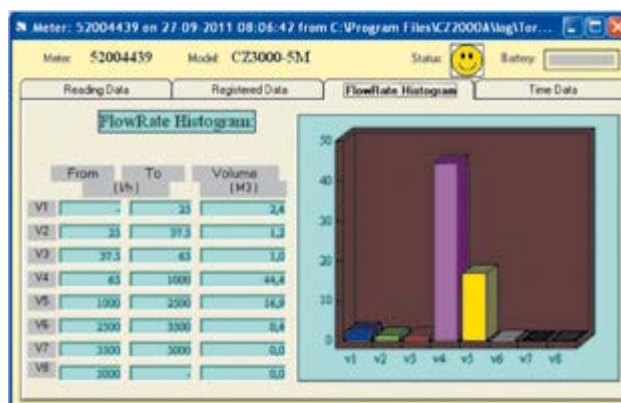 Meter: 52004439 on 27-09-2011 08:06:42 from C:\Program Files\CZ2000A\log\Tor...
Meter: 52004439 Model: CZ3000-5M Status: Battery:
Reading Data Registered Data FlowRate Histogram Time Data
FlowRate Histogram:
From To Volume
(l/h) (M3)
V1 - 25 2,4
V2 25 37.5 1,2
V3 37.5 63 1,0
V4 63 1000 44,4
V5 1000 2500 16,9
V6 2500 3500 0,4
V7 3500 5000 0,0
V8 5000 - 0,0
50
40
30
20
10
0
v1 v2 v3 v4 v5 v6 v7 v8